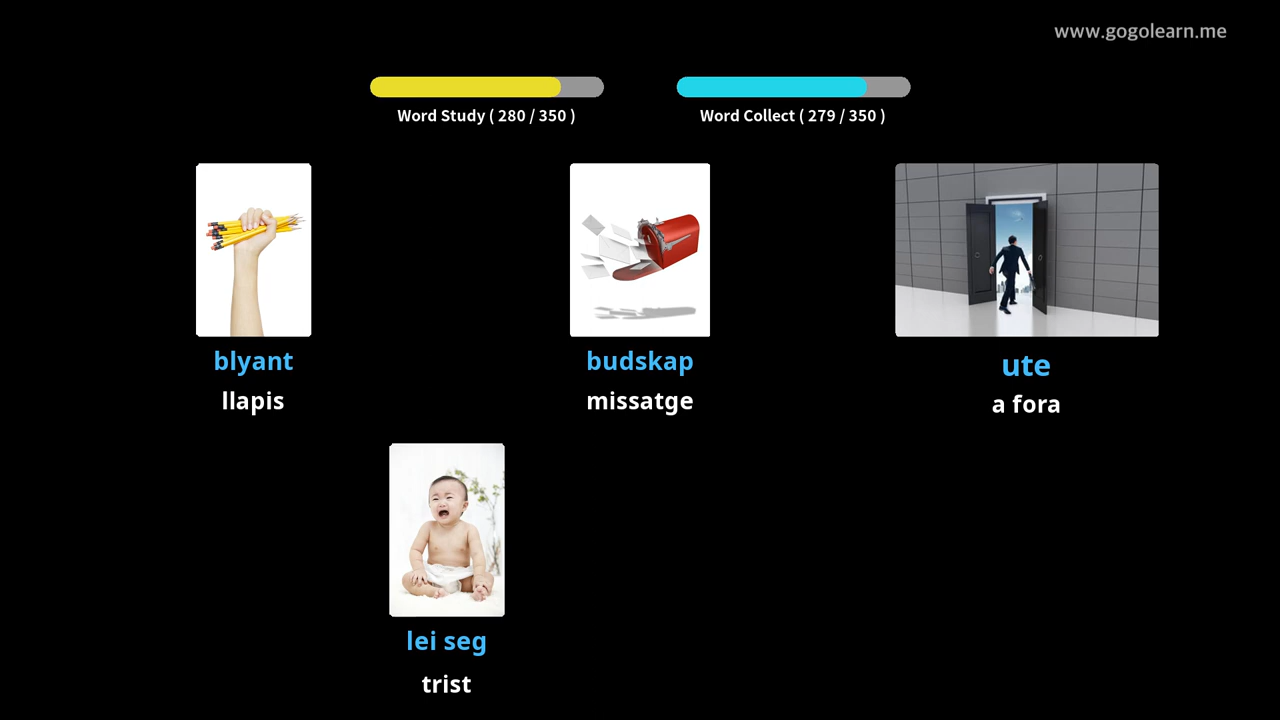 www.gogolearn.me
Word Study ( 280 / 350 )
Word Collect ( 279 / 350 )
blyant
llapis
budskap
missatge
ute
a fora
lei seg
trist